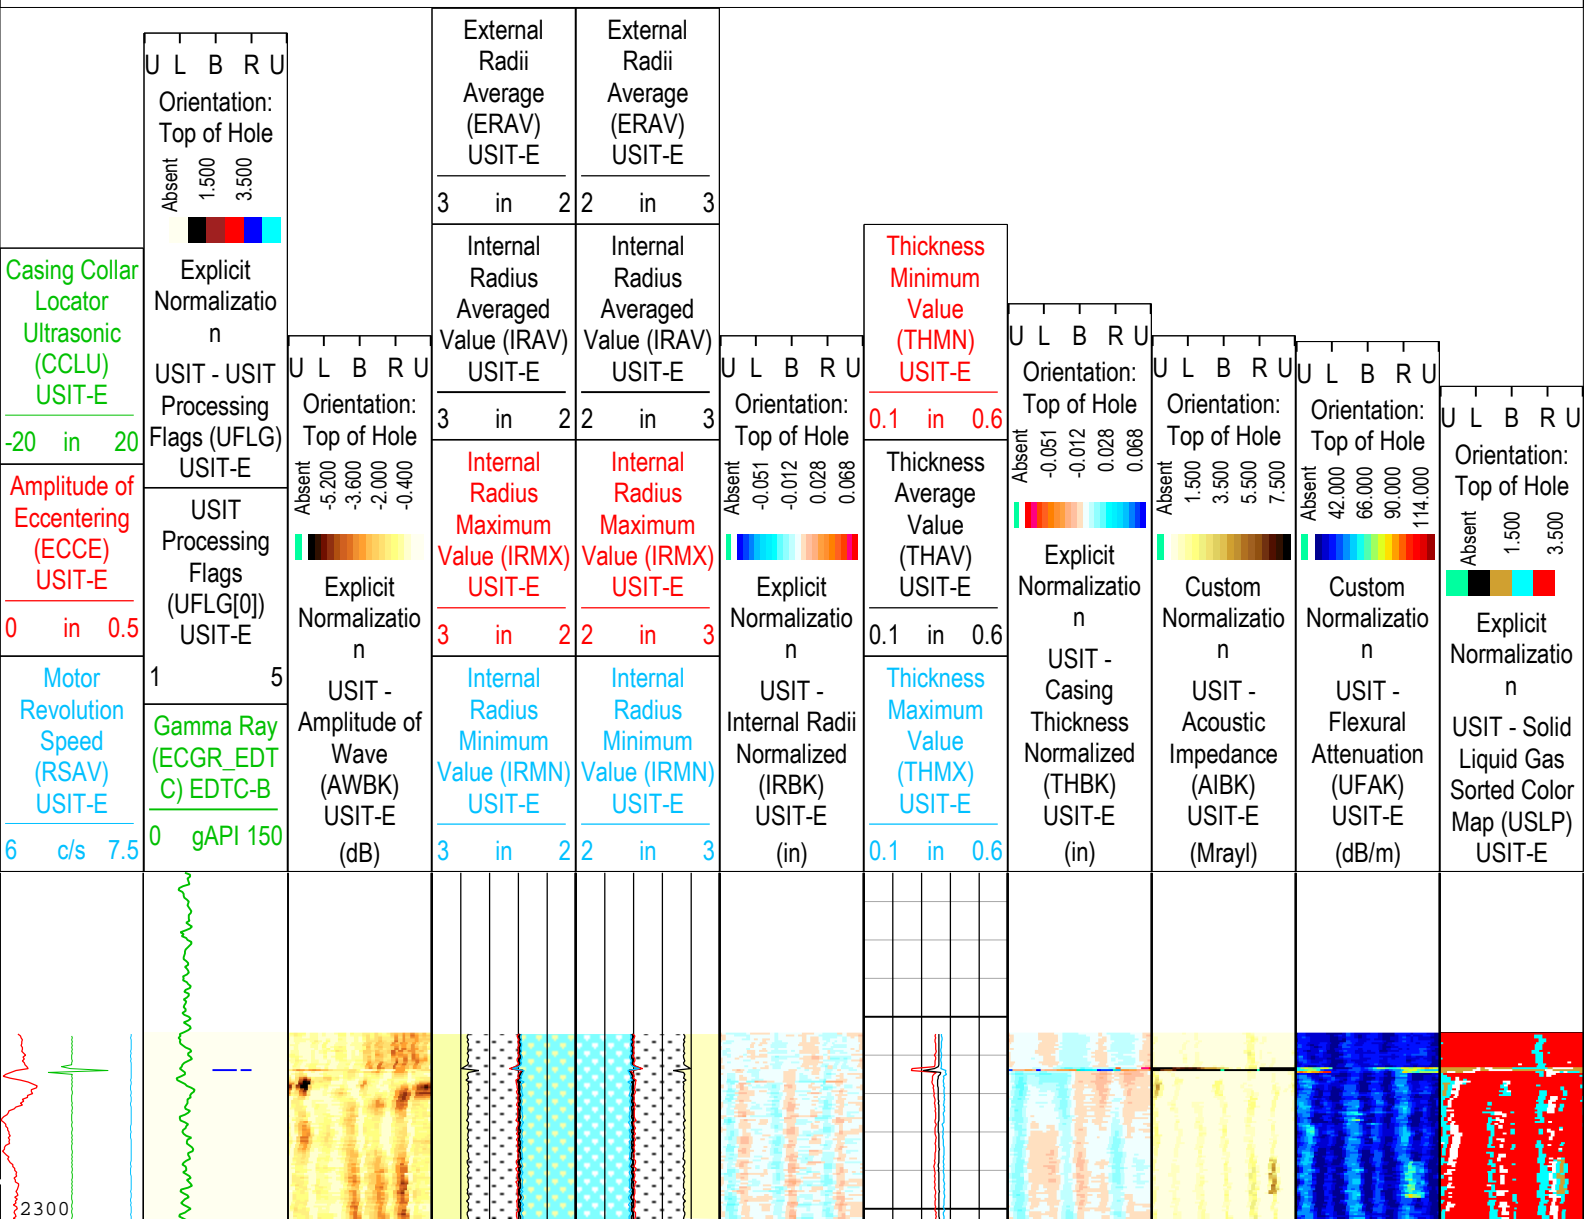 Casing Collar
Locator
Ultrasonic
(CCLU)
USIT-E
-20 in 20
Amplitude of
Eccentering
(ECCE)
USIT-E
0 in 0.5
Motor
Revolution
Speed
(RSAV)
USIT-E
6 c/s 7.5
U L B R U
Orientation:
Top of Hole
Absent
1.500
3.500
Explicit
Normalizatio
n
USIT - USIT
Processing
Flags (UFLG)
USIT-E
USIT
Processing
Flags
(UFLG[0])
USIT-E
1 5
Gamma Ray
(ECGR_EDT
C) EDTC-B
0 gAPI 150
U L B R U
Orientation:
Top of Hole
Absent
-5.200
-3.600
-2.000
-0.400
Explicit
Normalizatio
n
USIT -
Amplitude of
Wave
(AWBK)
USIT-E
(dB)
External
Radii
Average
(ERAV)
USIT-E
3 in 2
Internal
Radius
Averaged
Value (IRAV)
USIT-E
3 in 2
Internal
Radius
Maximum
Value (IRMX)
USIT-E
3 in 2
Internal
Radius
Minimum
Value (IRMN)
USIT-E
3 in 2
External
Radii
Average
(ERAV)
USIT-E
2 in 3
Internal
Radius
Averaged
Value (IRAV)
USIT-E
2 in 3
Internal
Radius
Maximum
Value (IRMX)
USIT-E
2 in 3
Internal
Radius
Minimum
Value (IRMN)
USIT-E
2 in 3
U L B R U
Orientation:
Top of Hole
Absent
-0.051
-0.012
0.028
0.068
Explicit
Normalizatio
n
USIT -
Internal Radii
Normalized
(IRBK)
USIT-E
(in)
Thickness
Minimum
Value
(THMN)
USIT-E
0.1 in 0.6
Thickness
Average
Value
(THAV)
USIT-E
0.1 in 0.6
Thickness
Maximum
Value
(THMX)
USIT-E
0.1 in 0.6
U L B R U
Orientation:
Top of Hole
Absent
-0.051
-0.012
0.028
0.068
Explicit
Normalizatio
n
USIT -
Casing
Thickness
Normalized
(THBK)
USIT-E
(in)
U L B R U
Orientation:
Top of Hole
Absent
1.500
3.500
5.500
7.500
Custom
Normalizatio
n
USIT -
Acoustic
Impedance
(AIBK)
USIT-E
(Mrayl)
U L B R U
Orientation:
Top of Hole
Absent
42.000
66.000
90.000
114.000
Custom
Normalizatio
n
USIT -
Flexural
Attenuation
(UFAK)
USIT-E
(dB/m)
U L B R U
Orientation:
Top of Hole
Absent
1.500
3.500
Explicit
Normalizatio
n
USIT - Solid
Liquid Gas
Sorted Color
Map (USLP)
USIT-E
2300